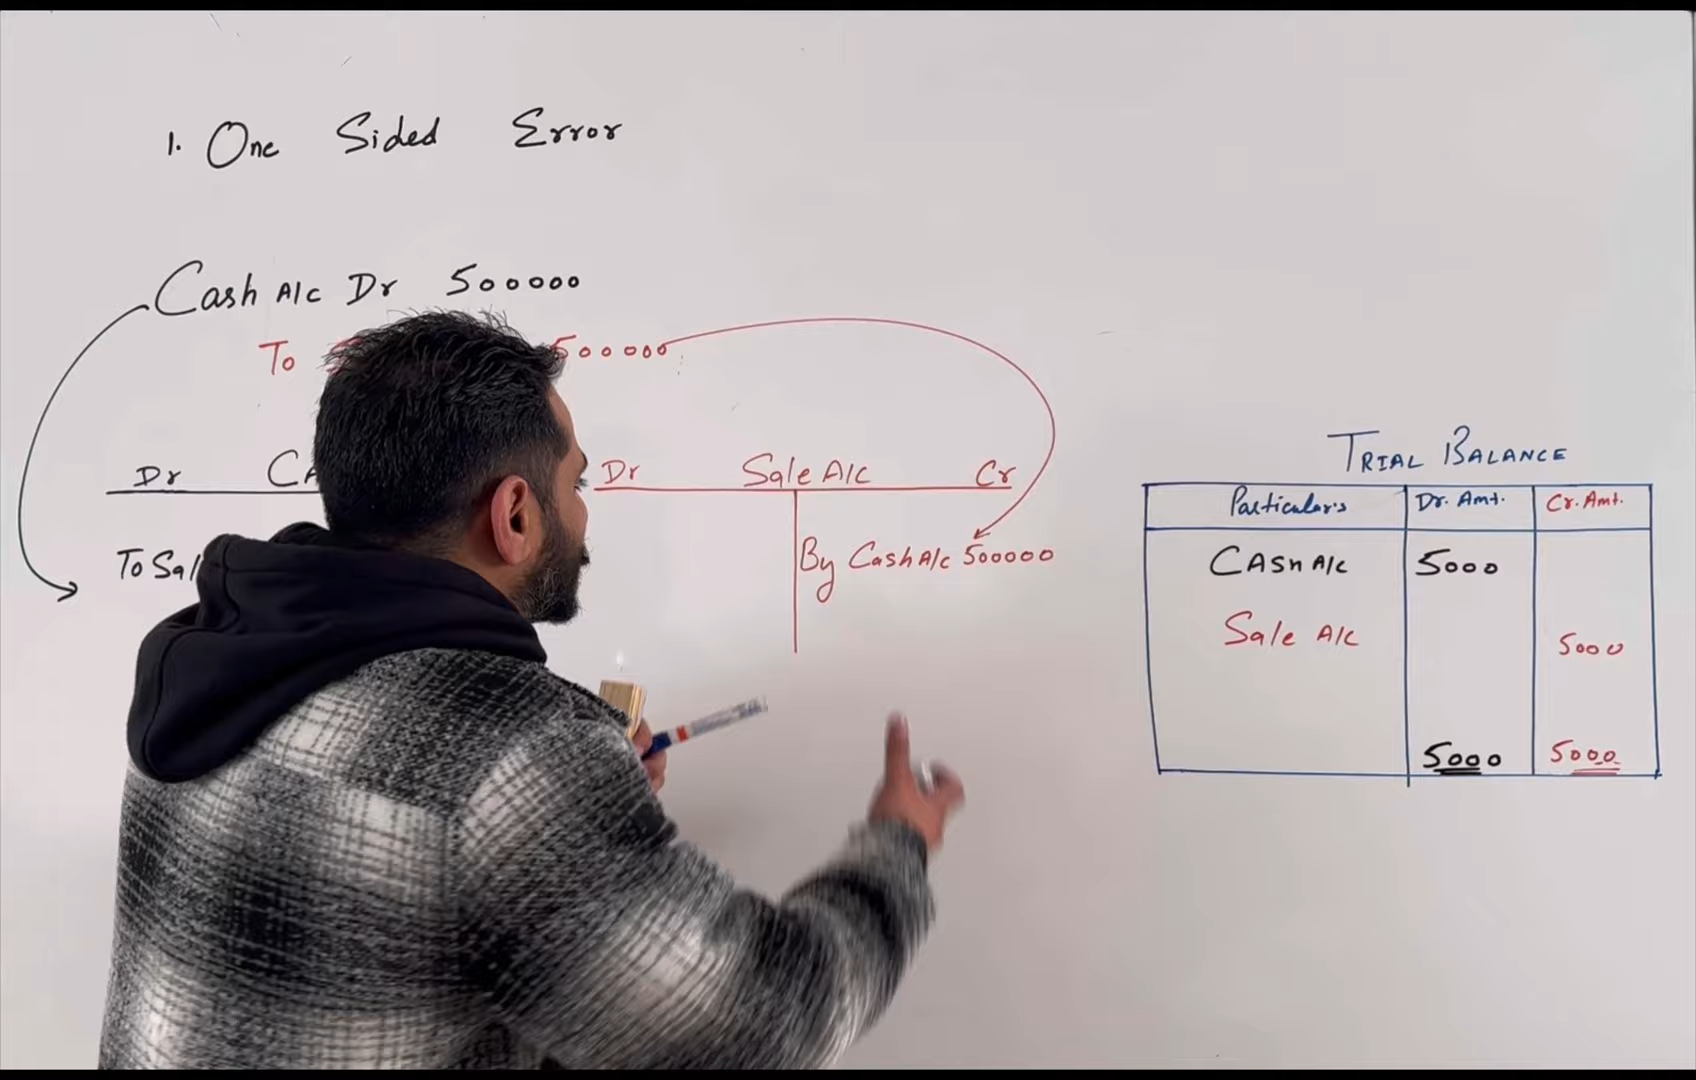 1. One Sided Error
Cash A/c Dr 500000
To 500000
Dr CA
To Sal
Dr Sale A/c Cr
By Cash A/c 500000
TRIAL BALANCE
Particulars Dr. Amt. Cr. Amt.
CASH A/c 5000
Sale A/c 5000
5000 5000